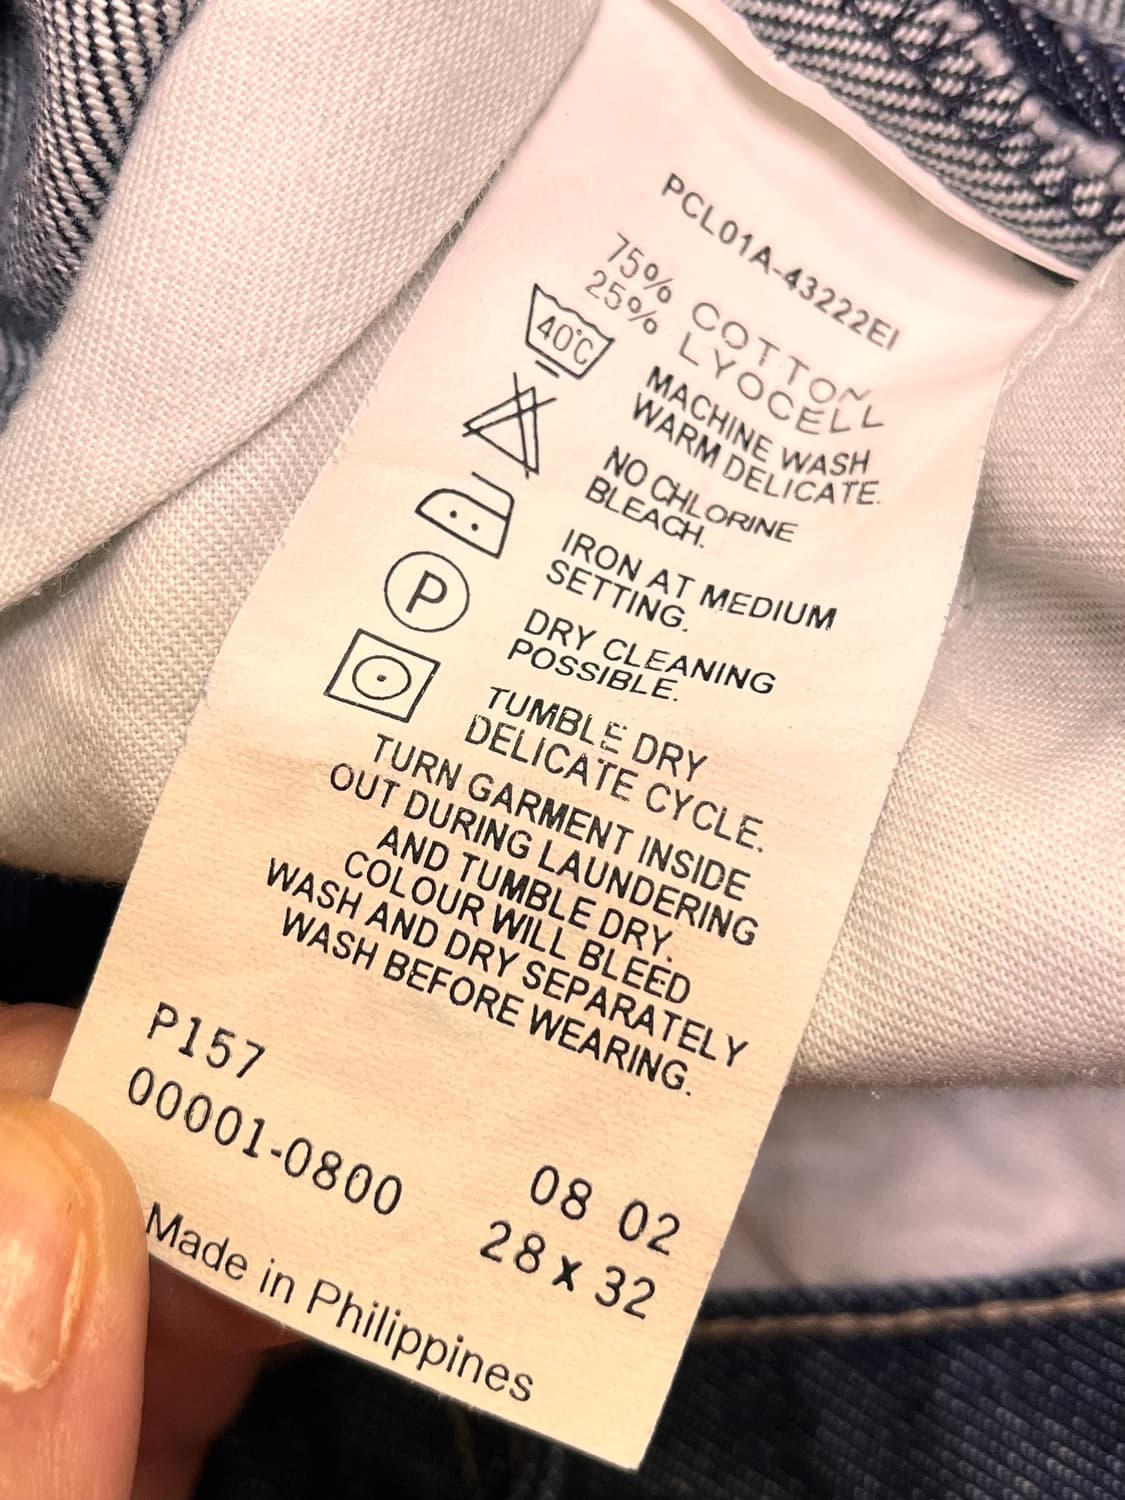 PCL01A-43222EI
75% COTTON
25% LYOCELL
40°C
MACHINE WASH
WARM DELICATE.
NO CHLORINE
BLEACH.
IRON AT MEDIUM
SETTING.
P
DRY CLEANING
POSSIBLE.
TUMBLE DRY
DELICATE CYCLE.
TURN GARMENT INSIDE
OUT DURING LAUNDERING
AND TUMBLE DRY.
COLOUR WILL BLEED
WASH AND DRY SEPARATELY
WASH BEFORE WEARING.
P157
00001-0800
08 02
28 x 32
Made in Philippines